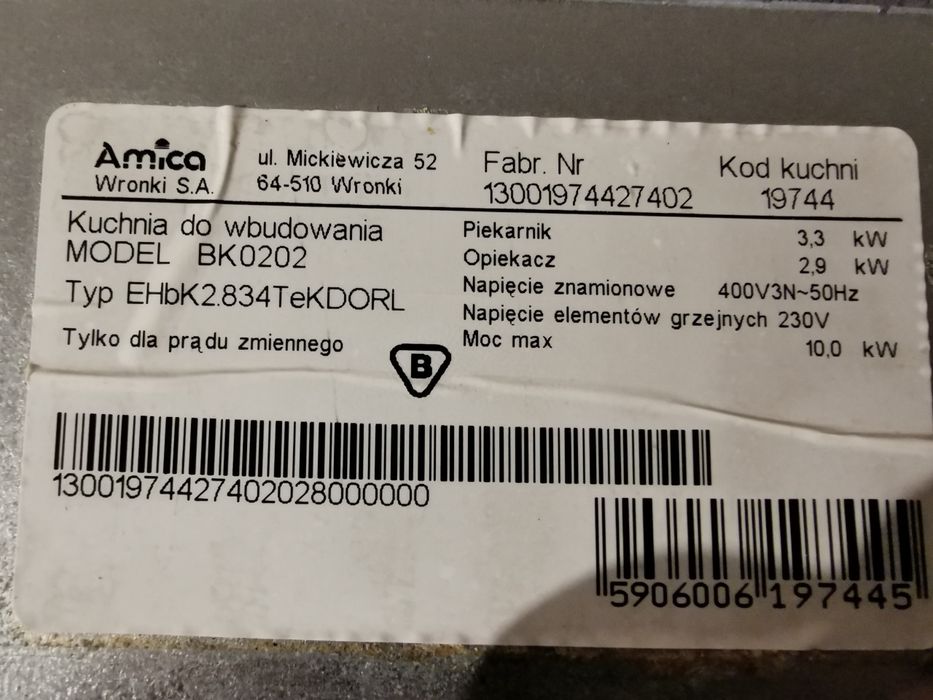 Amica
Wronki S.A.
ul. Mickiewicza 52
64-510 Wronki
Fabr. Nr
13001974427402
Kod kuchni
19744
Kuchnia do wbudowania
MODEL BK0202
Typ EHbK2.834TeKDORL
Tylko dla prądu zmiennego
B
Piekarnik 3,3 kW
Opiekacz 2,9 kW
Napięcie znamionowe 400V3N~50Hz
Napięcie elementów grzejnych 230V
Moc max 10,0 kW
13001974427402028000000
5906006197445